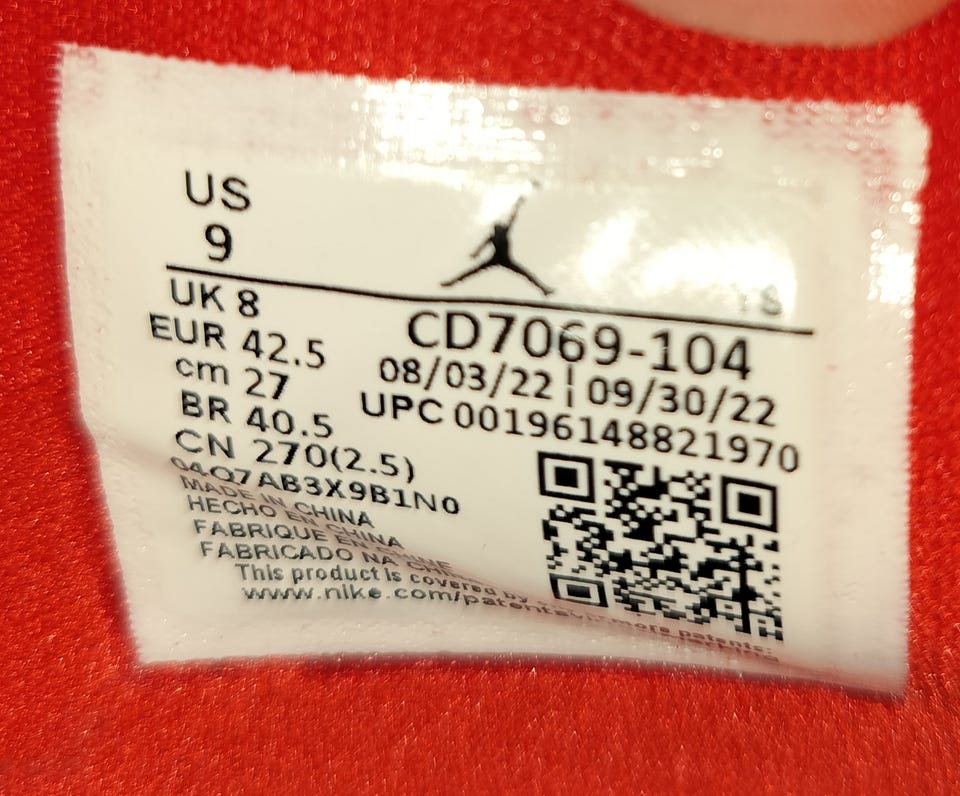 US
9
UK 8
EUR 42.5
cm 27
BR 40.5
CN 270(2.5)
CD7069-104
08/03/22 | 09/30/22
UPC 00196148821970
04Q7AB3X9B1N0
MADE IN CHINA
HECHO EN CHINA
FABRIQUE EN CHINE
FABRICADO NA CHINA
This product is covered by patents:
www.nike.com/patents